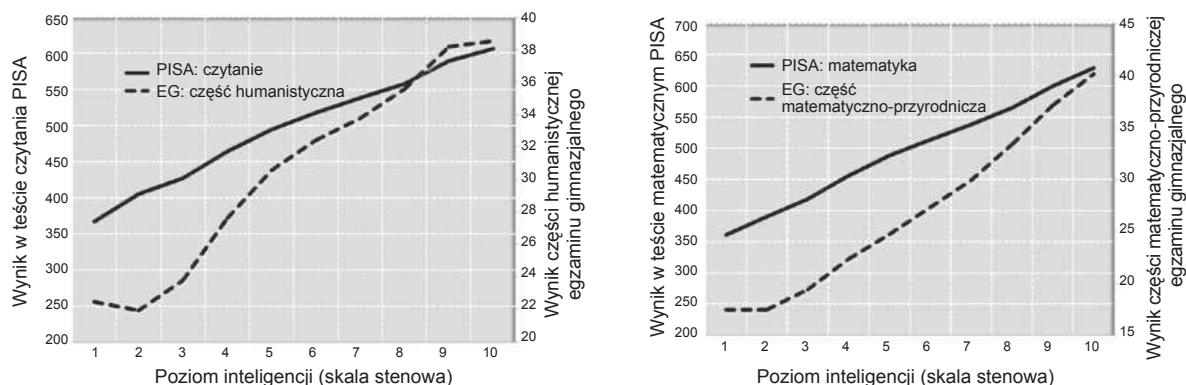 Wynik w teście czytania PISA
650
600
550
500
450
400
350
300
250
200
PISA: czytanie
EG: część humanistyczna
40
38
36
34
32
30
28
26
24
22
20
Wynik części humanistycznej
egzaminu gimnazjalnego
1 2 3 4 5 6 7 8 9 10
Poziom inteligencji (skala stenowa)
Wynik w teście matematycznym PISA
700
650
600
550
500
450
400
350
300
250
200
PISA: matematyka
EG: część
matematyczno-przyrodnicza
45
40
35
30
25
20
15
Wynik części matematyczno-przyrodniczej
egzaminu gimnazjalnego
1 2 3 4 5 6 7 8 9 10
Poziom inteligencji (skala stenowa)